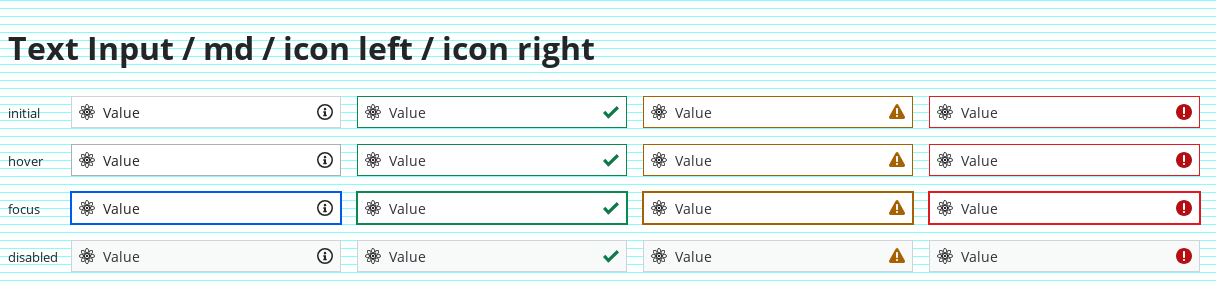 Text Input / md / icon left / icon right
initial Value Value Value Value
hover Value Value Value Value
focus Value Value Value Value
disabled Value Value Value Value